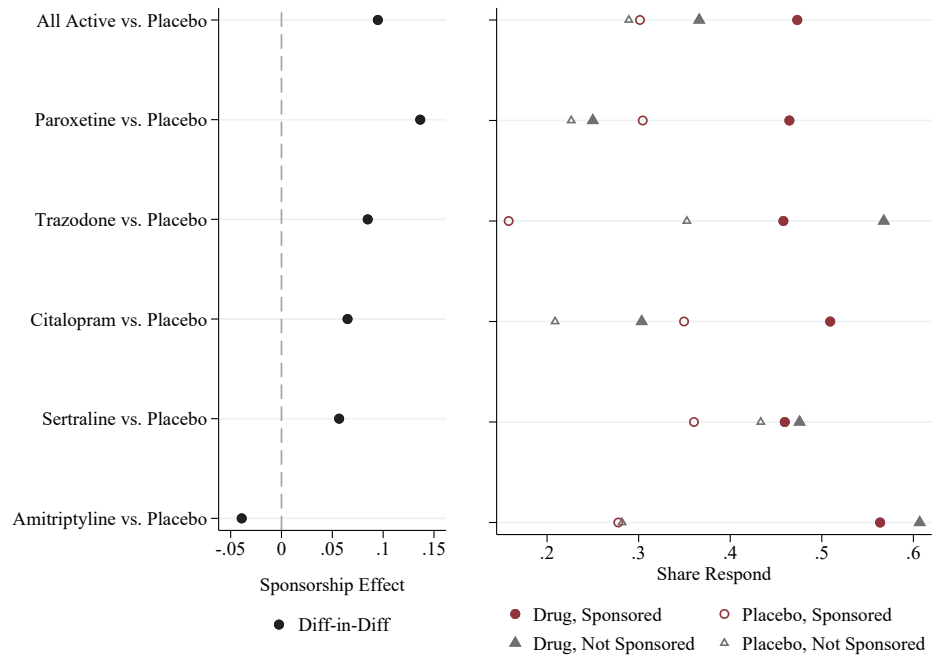 All Active vs. Placebo
Paroxetine vs. Placebo
Trazodone vs. Placebo
Citalopram vs. Placebo
Sertraline vs. Placebo
Amitriptyline vs. Placebo
-.05 0 .05 .1 .15
Sponsorship Effect
Diff-in-Diff
.2 .3 .4 .5 .6
Share Respond
Drug, Sponsored Placebo, Sponsored
Drug, Not Sponsored Placebo, Not Sponsored